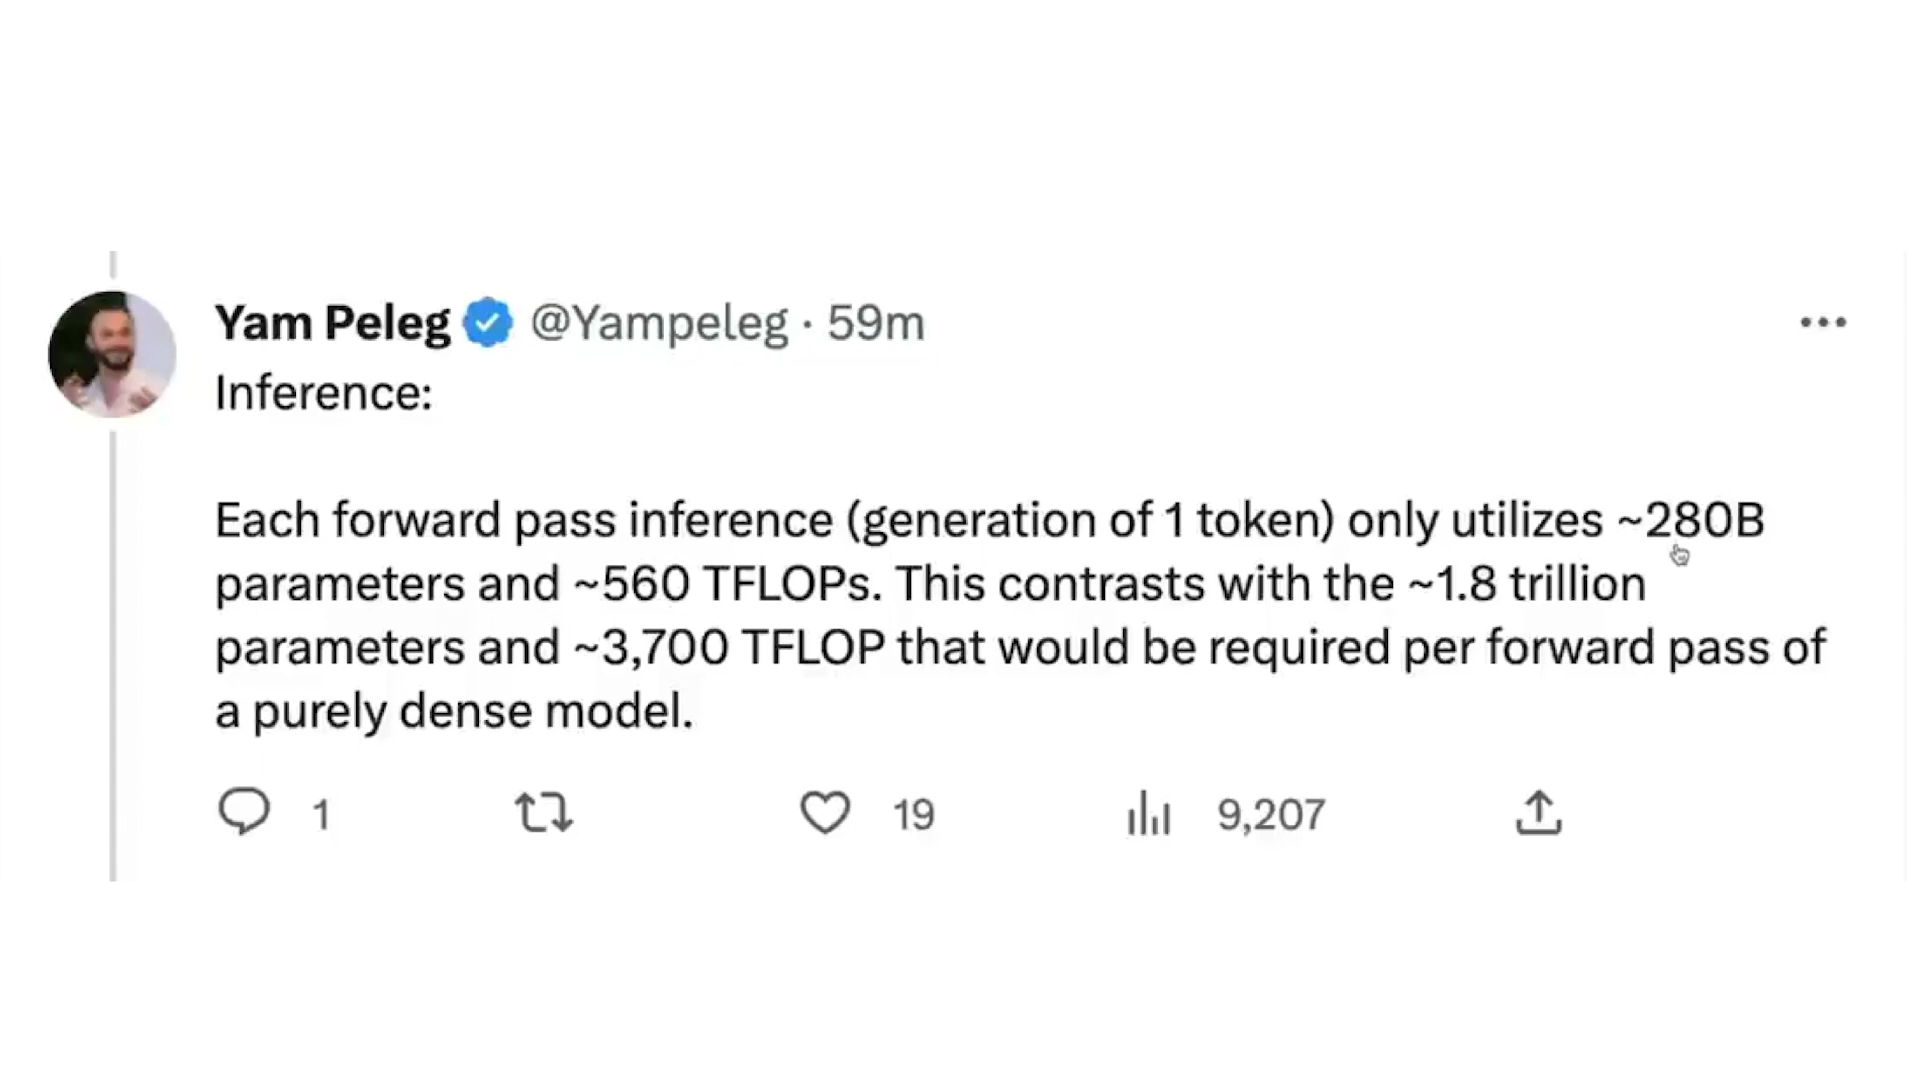 Yam Peleg @Yampeleg · 59m
Inference:
Each forward pass inference (generation of 1 token) only utilizes ~280B
parameters and ~560 TFLOPs. This contrasts with the ~1.8 trillion
parameters and ~3,700 TFLOP that would be required per forward pass of
a purely dense model.
1 19 9,207